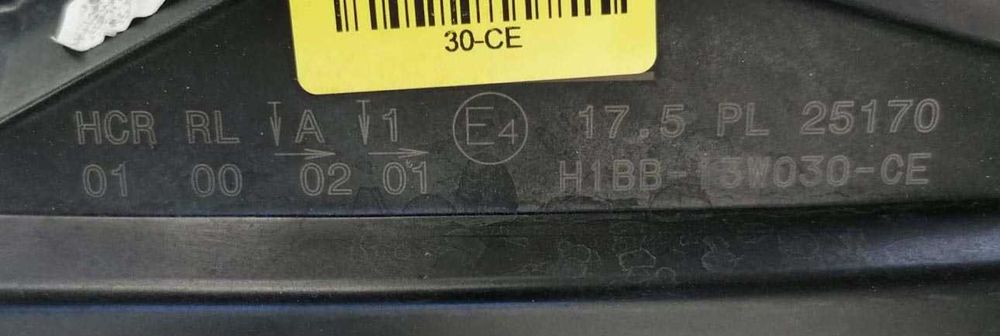 30-CE
HCR RL A 1 E4 17.5 PL 25170
01 00 02 01 H1BB-13W030-CE